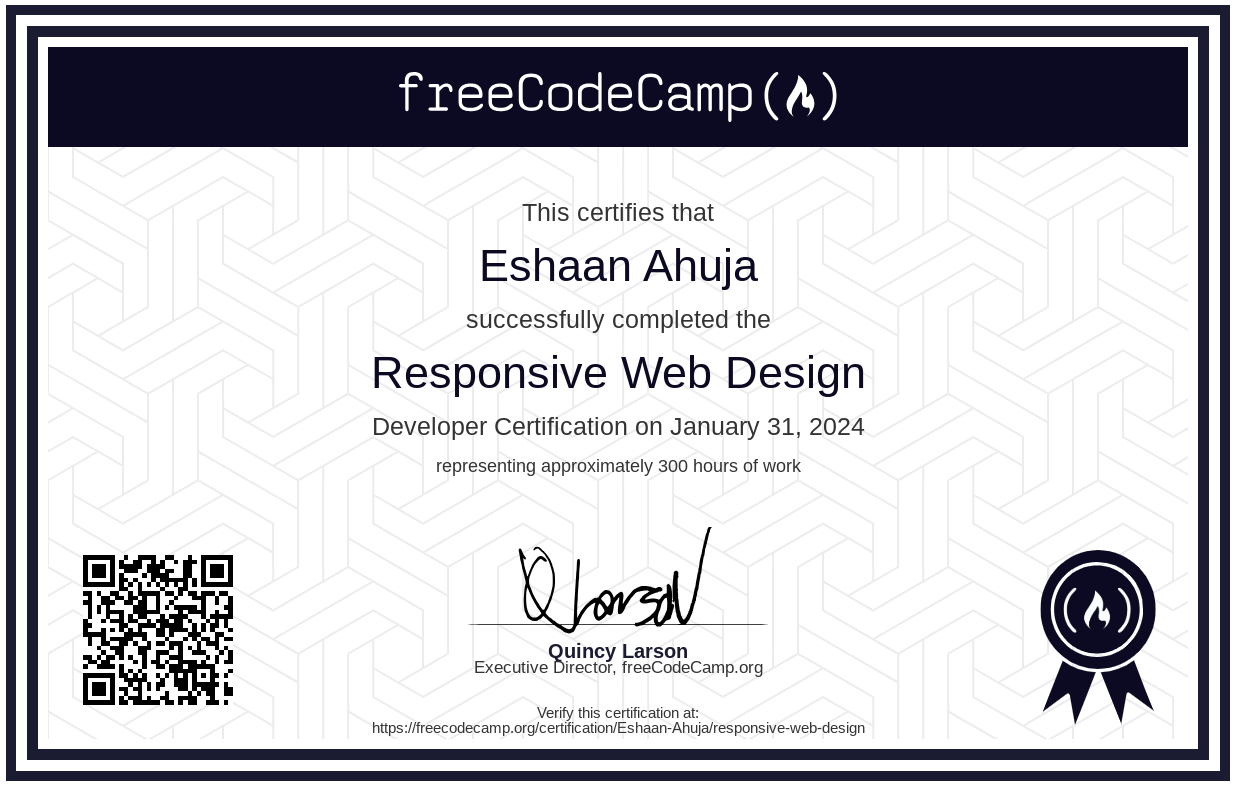 freeCodeCamp
This certifies that
Eshaan Ahuja
successfully completed the
Responsive Web Design
Developer Certification on January 31, 2024
representing approximately 300 hours of work
Quincy Larson
Executive Director, freeCodeCamp.org
Verify this certification at:
https://freecodecamp.org/certification/Eshaan-Ahuja/responsive-web-design